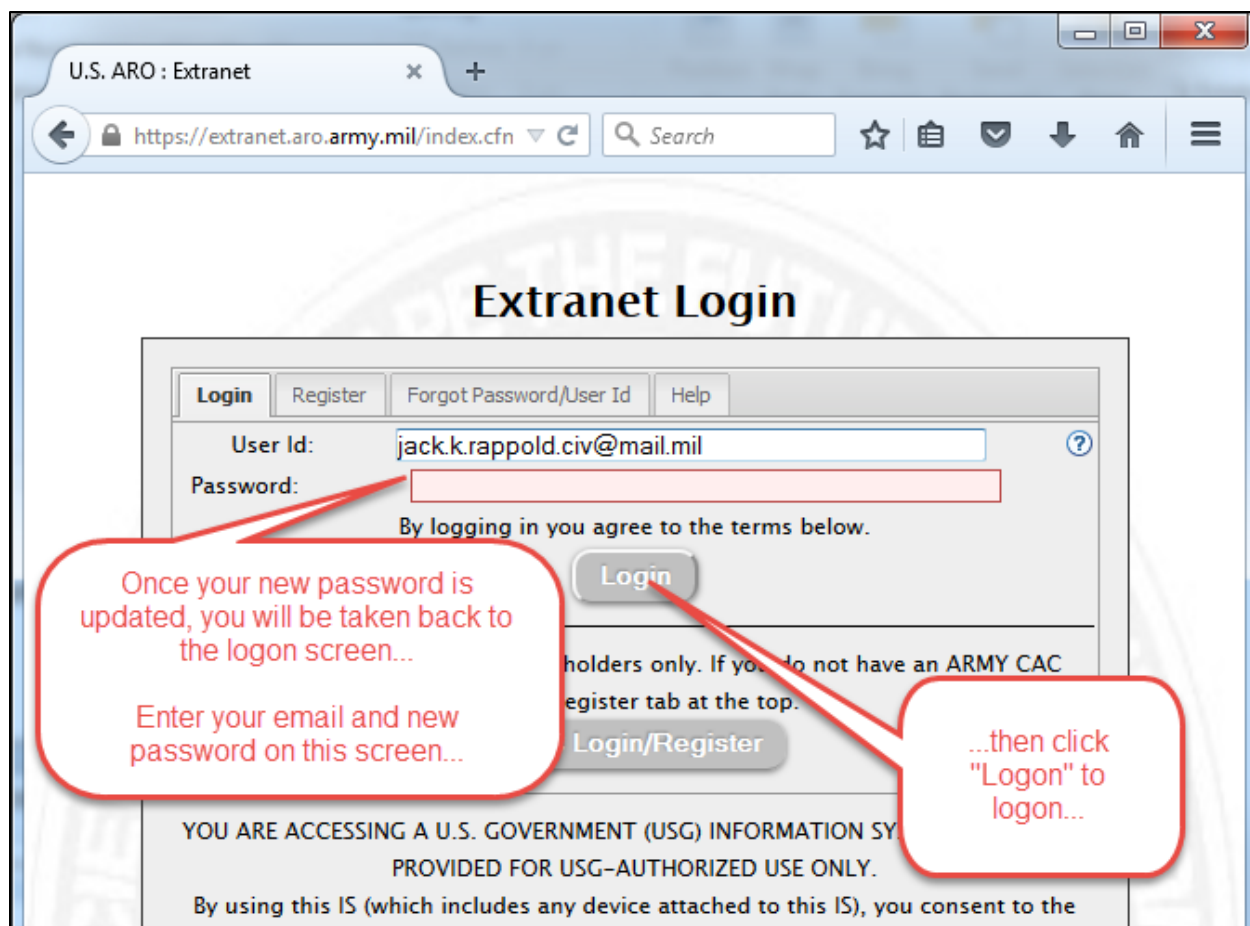 U.S. ARO : Extranet
https://extranet.aro.army.mil/index.cfn
Search
Extranet Login
Login Register Forgot Password/User Id Help
User Id: jack.k.rappold.civ@mail.mil
Password:
By logging in you agree to the terms below.
Login
Once your new password is
updated, you will be taken back to
the logon screen...
Enter your email and new
password on this screen...
holders only. If you do not have an ARMY CAC
register tab at the top.
Login/Register
...then click
"Logon" to
logon...
YOU ARE ACCESSING A U.S. GOVERNMENT (USG) INFORMATION
PROVIDED FOR USG-AUTHORIZED USE ONLY.
By using this IS (which includes any device attached to this IS), you consent to the